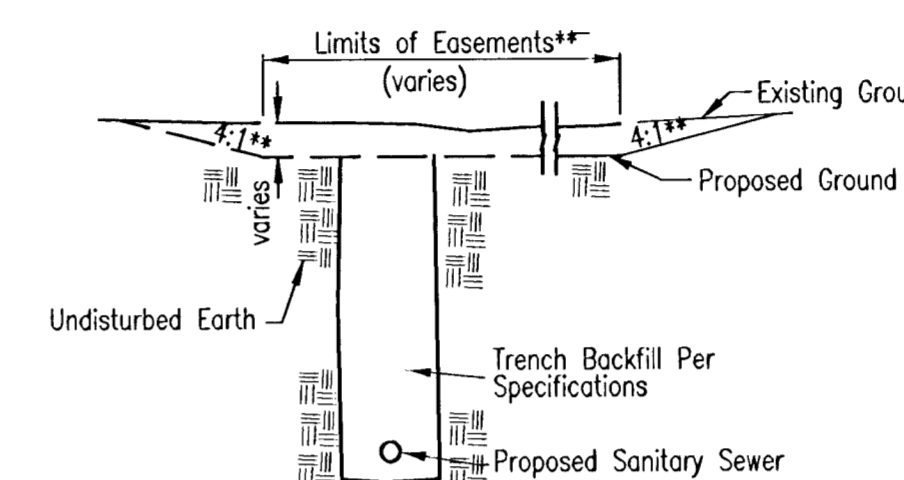 Limits of Easements**
(varies)
Existing Grou
4:1**
4:1**
Proposed Ground
varies
Undisturbed Earth
Trench Backfill Per
Specifications
Proposed Sanitary Sewer